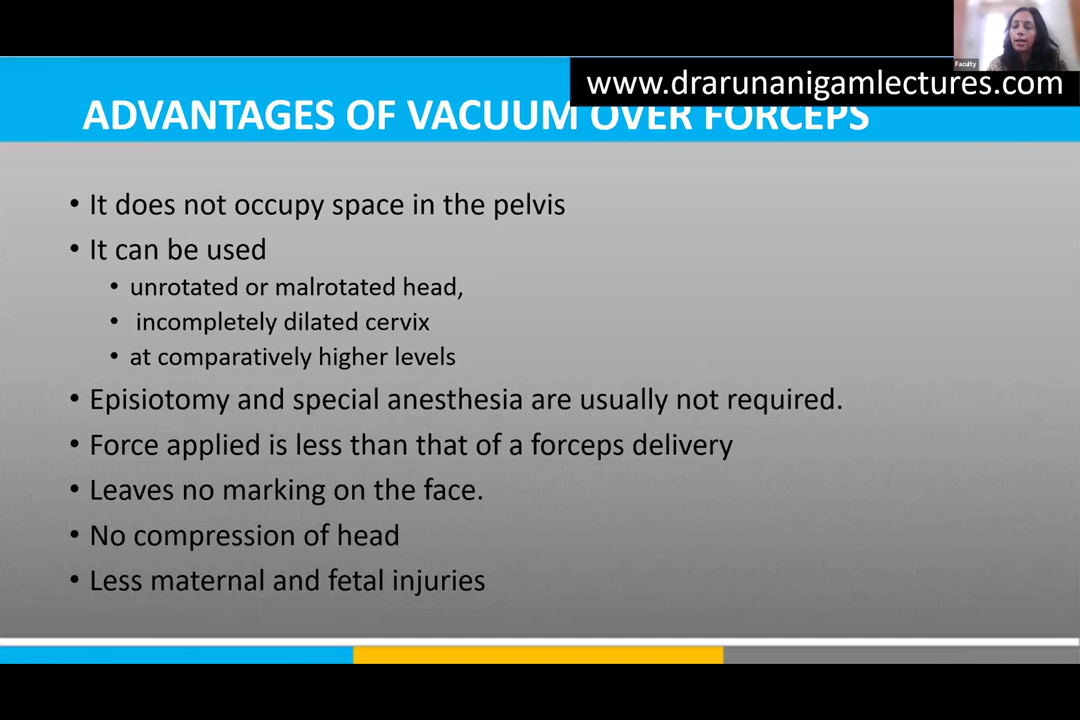 Faculty
www.drarunanigamlectures.com
ADVANTAGES OF VACUUM OVER FORCEPS
• It does not occupy space in the pelvis
• It can be used
• unrotated or malrotated head,
• incompletely dilated cervix
• at comparatively higher levels
• Episiotomy and special anesthesia are usually not required.
• Force applied is less than that of a forceps delivery
• Leaves no marking on the face.
• No compression of head
• Less maternal and fetal injuries